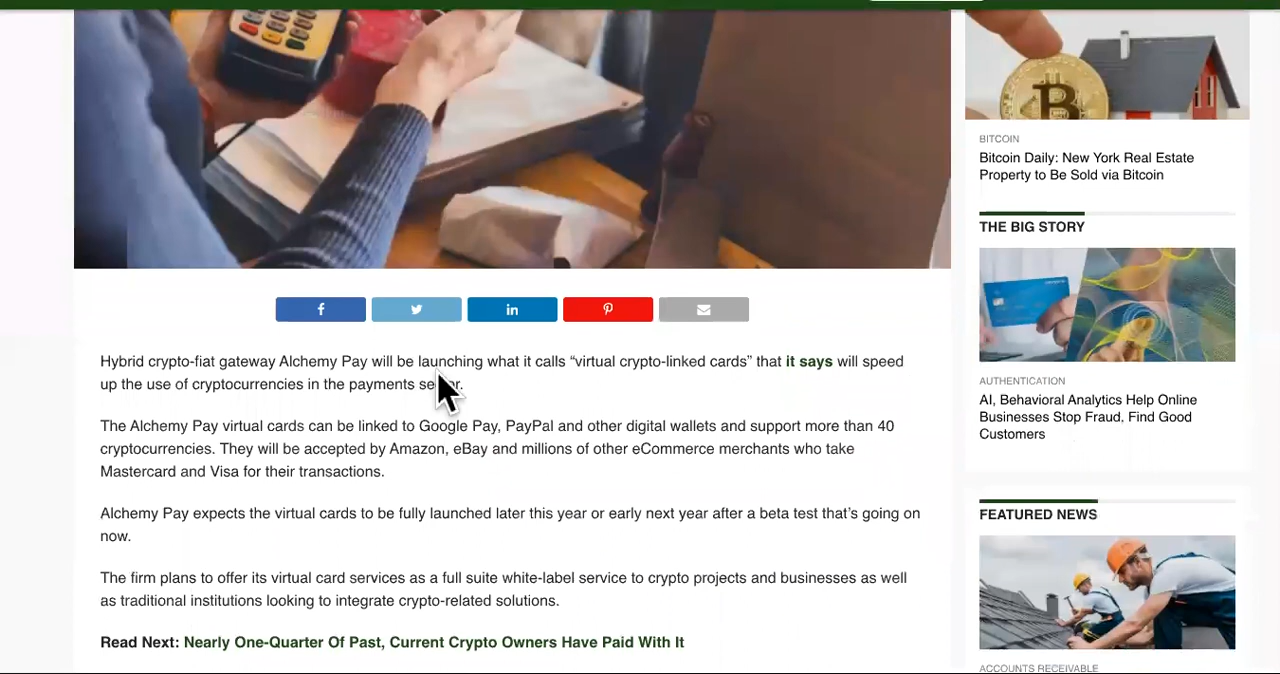 Hybrid crypto-fiat gateway Alchemy Pay will be launching what it calls “virtual crypto-linked cards” that it says will speed
up the use of cryptocurrencies in the payments
The Alchemy Pay virtual cards can be linked to Google Pay, PayPal and other digital wallets and support more than 40
cryptocurrencies. They will be accepted by Amazon, eBay and millions of other eCommerce merchants who take
Mastercard and Visa for their transactions.
Alchemy Pay expects the virtual cards to be fully launched later this year or early next year after a beta test that’s going on
now.
The firm plans to offer its virtual card services as a full suite white-label service to crypto projects and businesses as well
as traditional institutions looking to integrate crypto-related solutions.
Read Next: Nearly One-Quarter Of Past, Current Crypto Owners Have Paid With It
BITCOIN
Bitcoin Daily: New York Real Estate
Property to Be Sold via Bitcoin
THE BIG STORY
AUTHENTICATION
AI, Behavioral Analytics Help Online
Businesses Stop Fraud, Find Good
Customers
FEATURED NEWS
ACCOUNTS RECEIVABLE